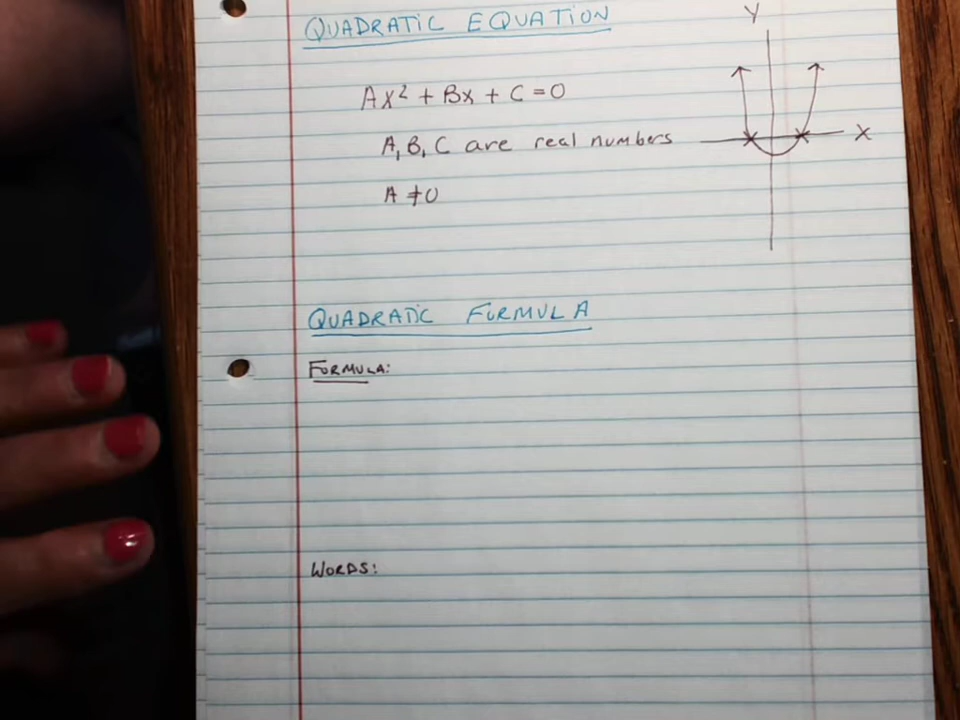 QUADRATIC EQUATION
Y
Ax² + Bx + C = 0
A, B, C are real numbers
X
A ≠ 0
QUADRATIC FORMULA
FORMULA:
WORDS: